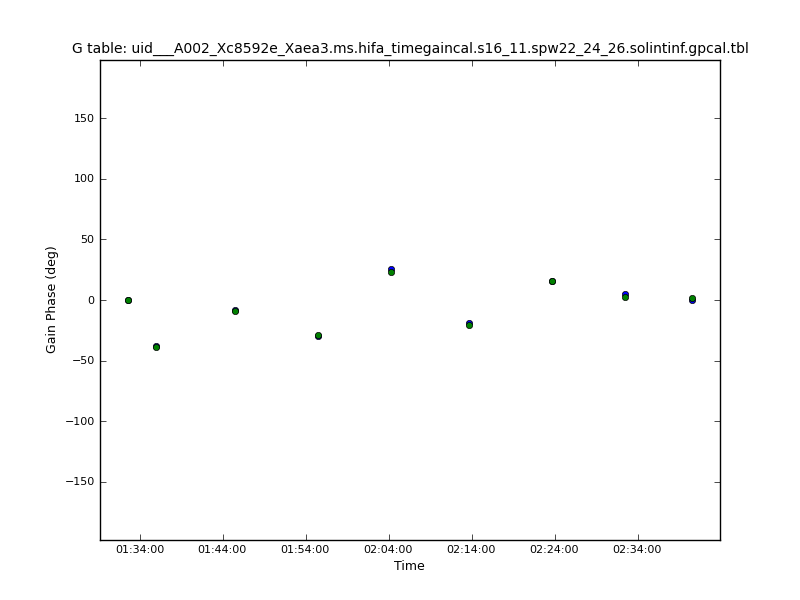 G table: uid___A002_Xc8592e_Xaea3.ms.hifa_timegaincal.s16_11.spw22_24_26.solintinf.gpcal.tbl
150
100
50
0
−50
−100
−150
Gain Phase (deg)
01:34:00 01:44:00 01:54:00 02:04:00 02:14:00 02:24:00 02:34:00
Time